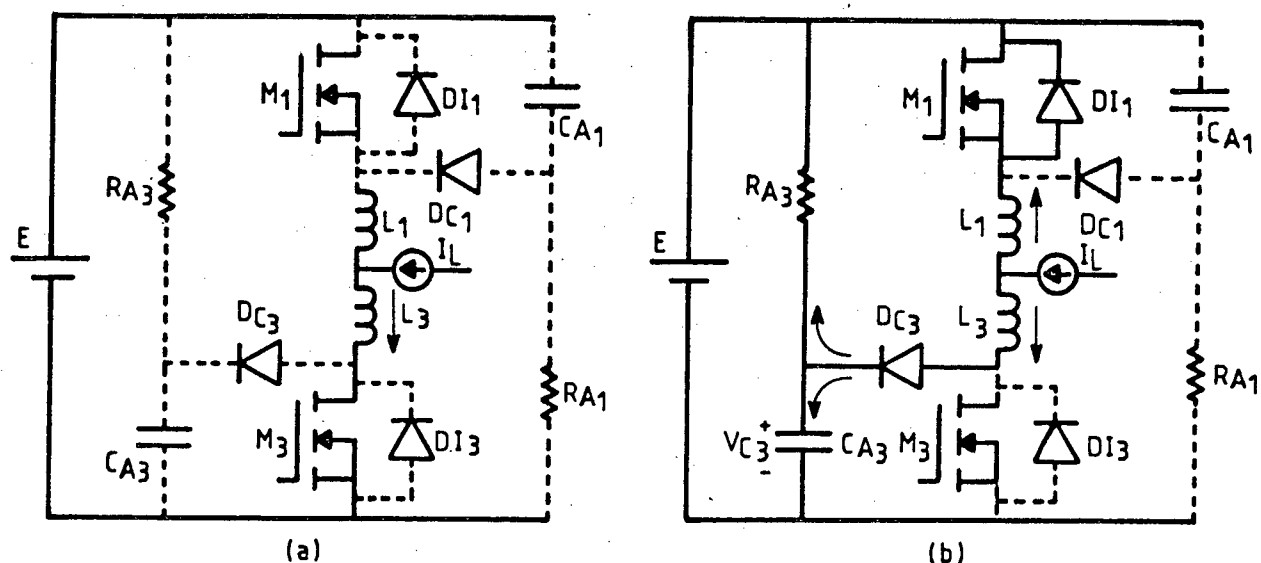 M1
DI1
CA1
RA3
DC1
L1
E
IL
L3
DC3
RA1
M3
DI3
CA3
(a)
M1
DI1
CA1
RA3
DC1
L1
E
IL
L3
DC3
RA1
+
VC3
-
CA3
M3
DI3
(b)